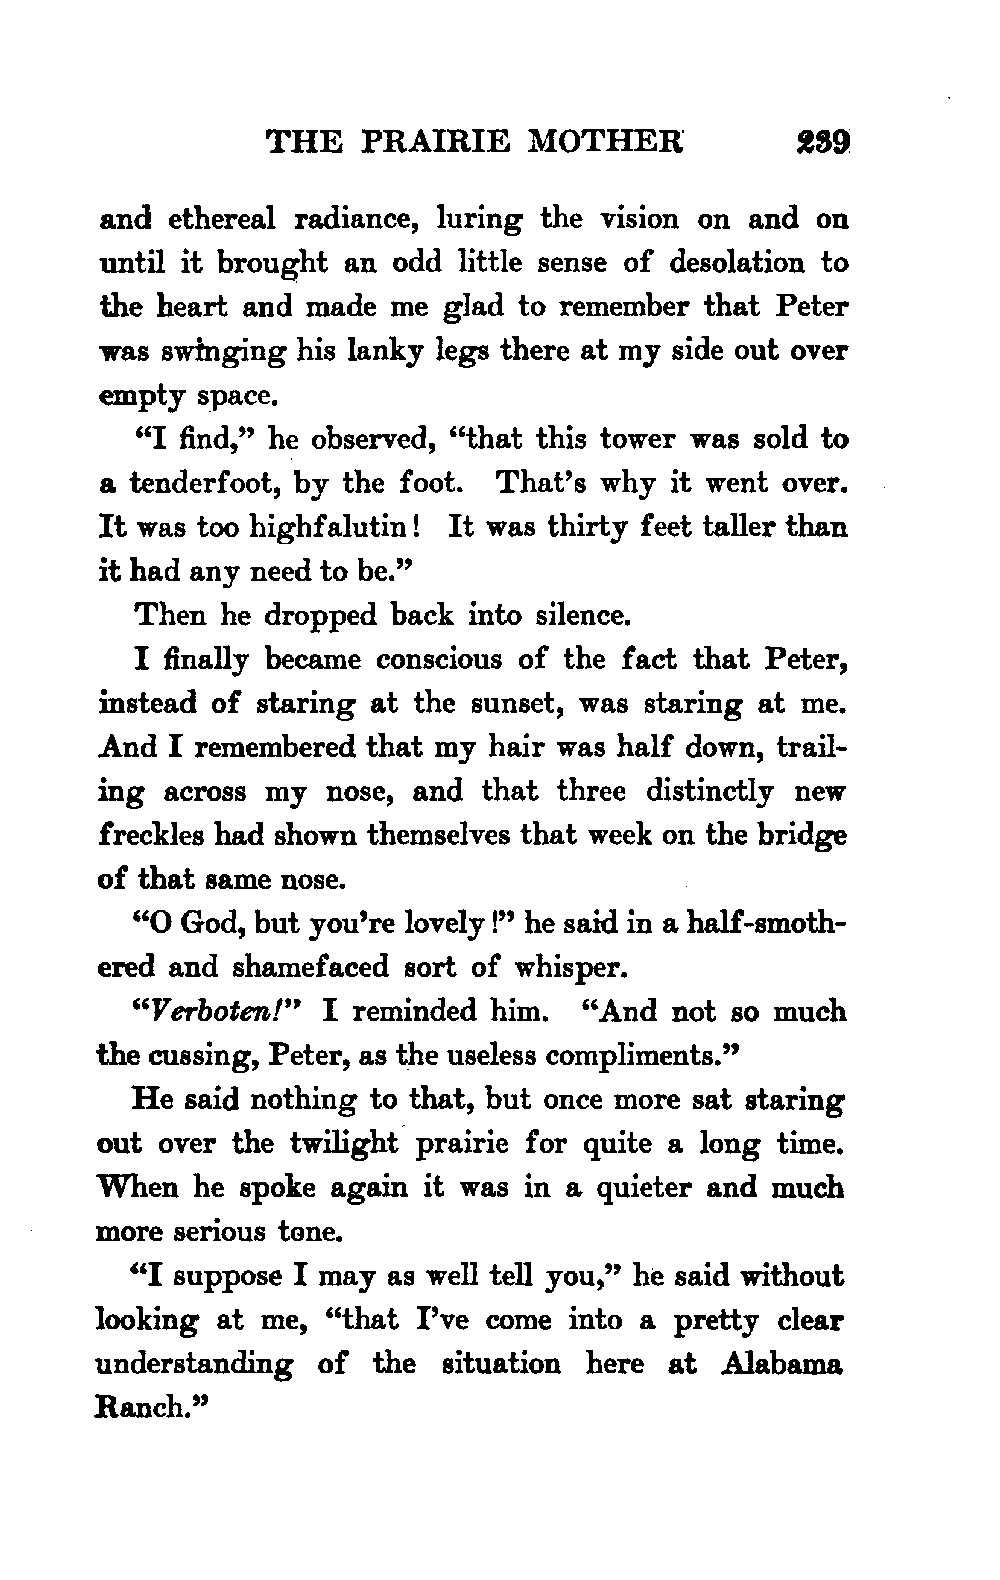 THE PRAIRIE MOTHER 239
and ethereal radiance, luring the vision on and on
until it brought an odd little sense of desolation to
the heart and made me glad to remember that Peter
was swinging his lanky legs there at my side out over
empty space.
“I find,” he observed, “that this tower was sold to
a tenderfoot, by the foot. That’s why it went over.
It was too highfalutin! It was thirty feet taller than
it had any need to be.”
Then he dropped back into silence.
I finally became conscious of the fact that Peter,
instead of staring at the sunset, was staring at me.
And I remembered that my hair was half down, trail-
ing across my nose, and that three distinctly new
freckles had shown themselves that week on the bridge
of that same nose.
“O God, but you’re lovely!” he said in a half-smoth-
ered and shamefaced sort of whisper.
“Verboten!” I reminded him. “And not so much
the cussing, Peter, as the useless compliments.”
He said nothing to that, but once more sat staring
out over the twilight prairie for quite a long time.
When he spoke again it was in a quieter and much
more serious tone.
“I suppose I may as well tell you,” he said without
looking at me, “that I’ve come into a pretty clear
understanding of the situation here at Alabama
Ranch.”